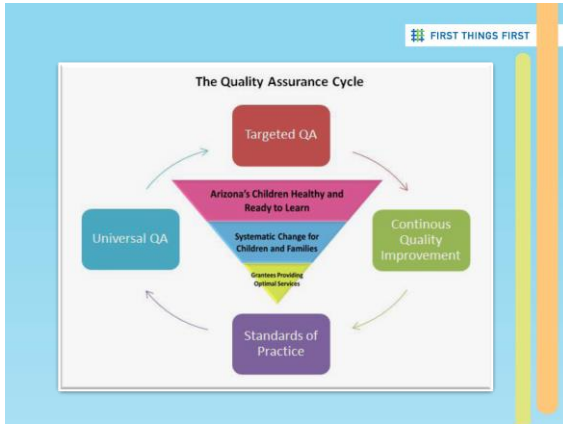 FIRST THINGS FIRST
The Quality Assurance Cycle
Targeted QA
Arizona's Children Healthy and
Ready to Learn
Universal QA
Systematic Change for
Children and Families
Continous
Quality
Improvement
Grantees Providing
Optimal Services
Standards of
Practice